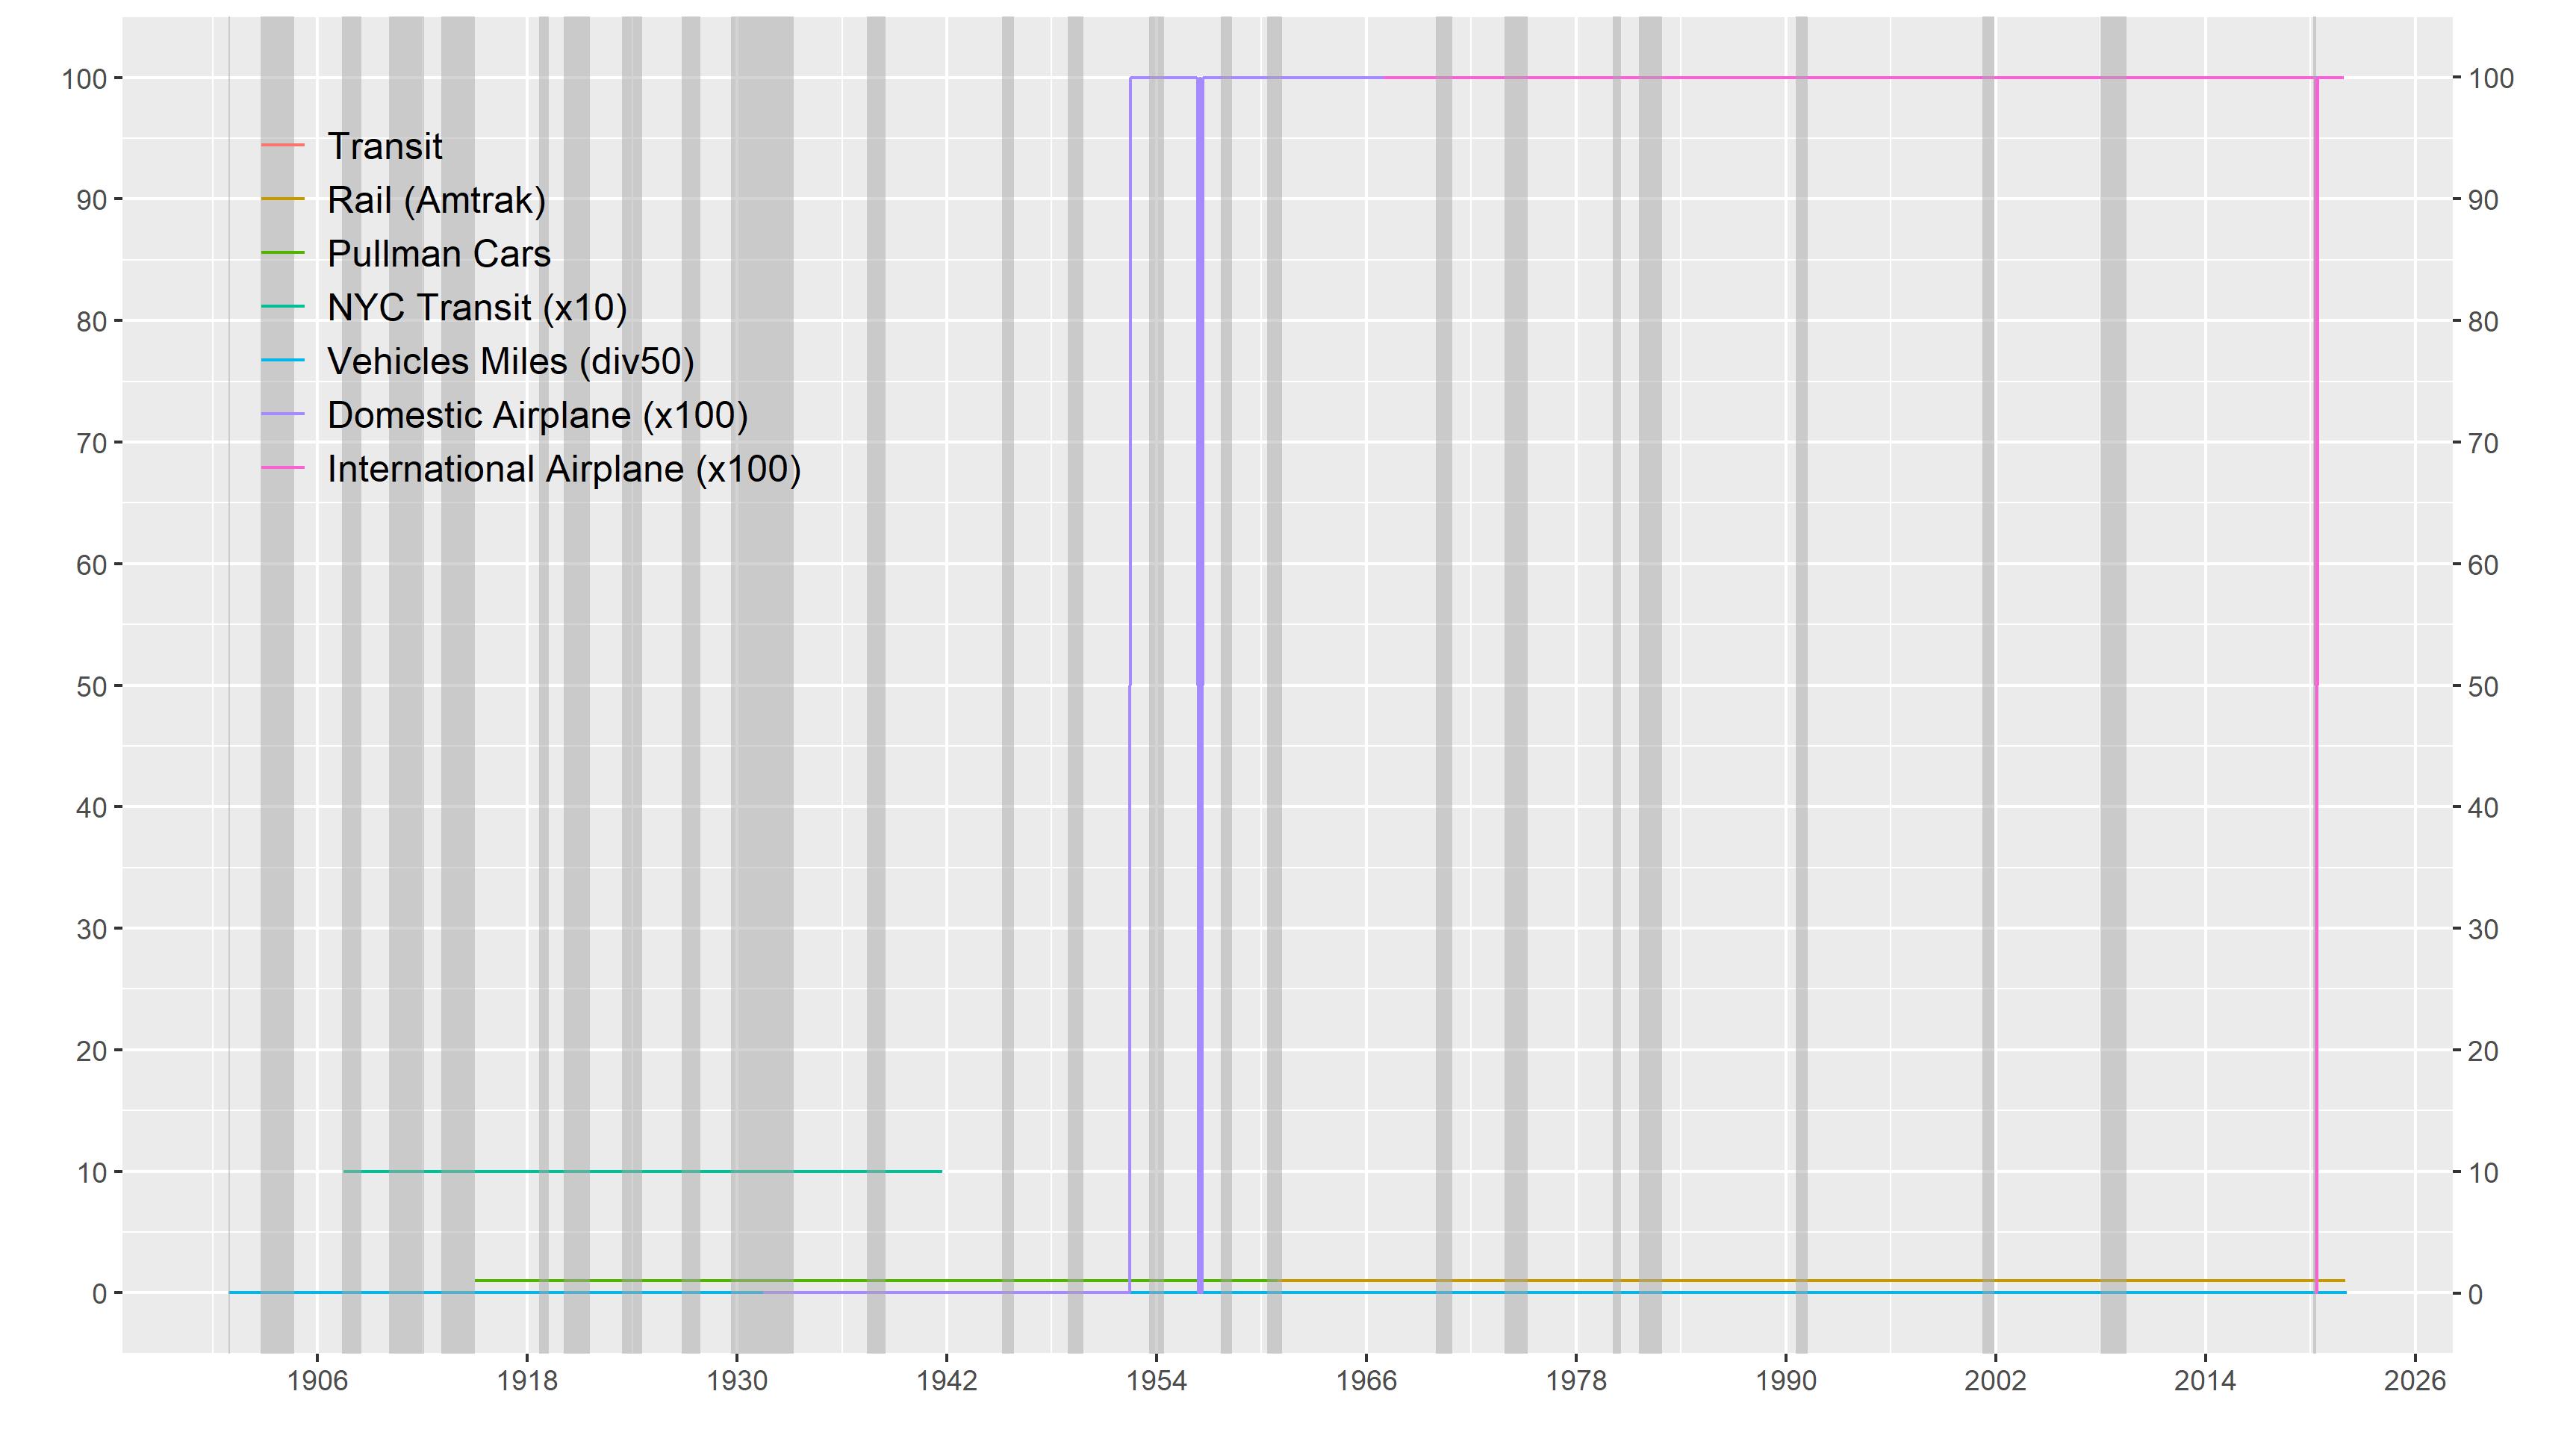 100
90
80
70
60
50
40
30
20
10
0
Transit
Rail (Amtrak)
Pullman Cars
NYC Transit (x10)
Vehicles Miles (div50)
Domestic Airplane (x100)
International Airplane (x100)
100
90
80
70
60
50
40
30
20
10
0
1906 1918 1930 1942 1954 1966 1978 1990 2002 2014 2026